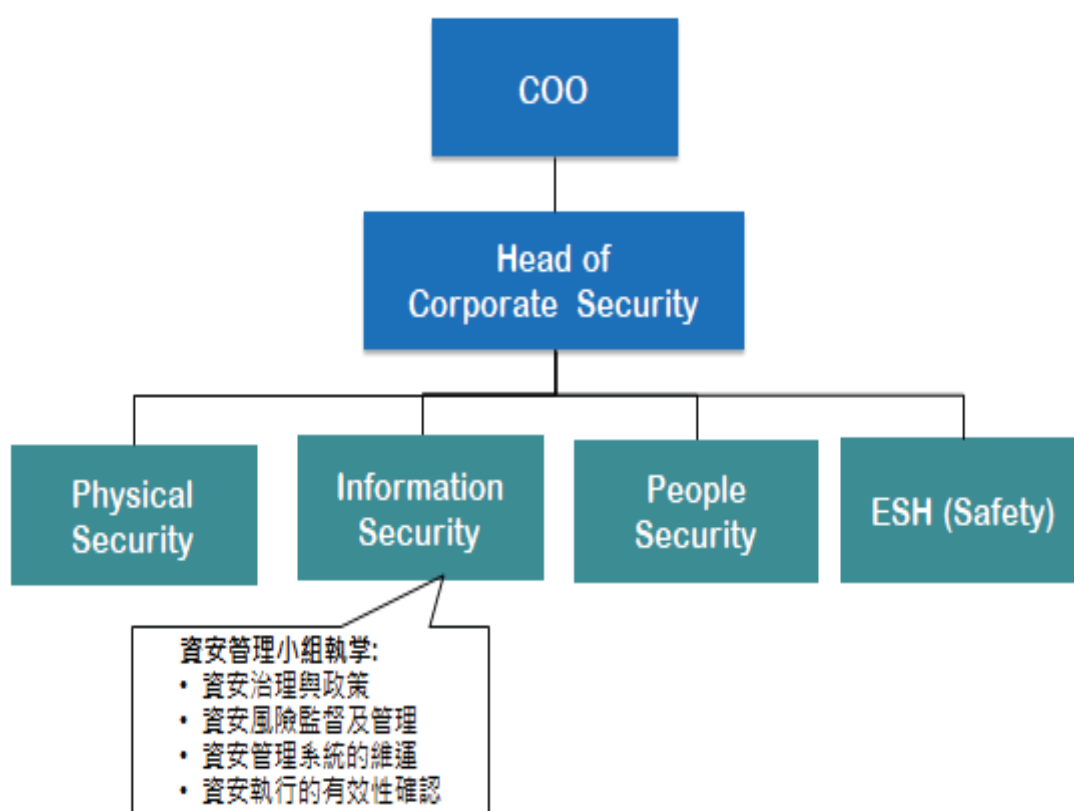 COO
Head of
Corporate Security
Physical
Security
Information
Security
People
Security
ESH (Safety)
資安管理小組執掌:
• 資安治理與政策
• 資安風險監督及管理
• 資安管理系統的維運
• 資安執行的有效性確認